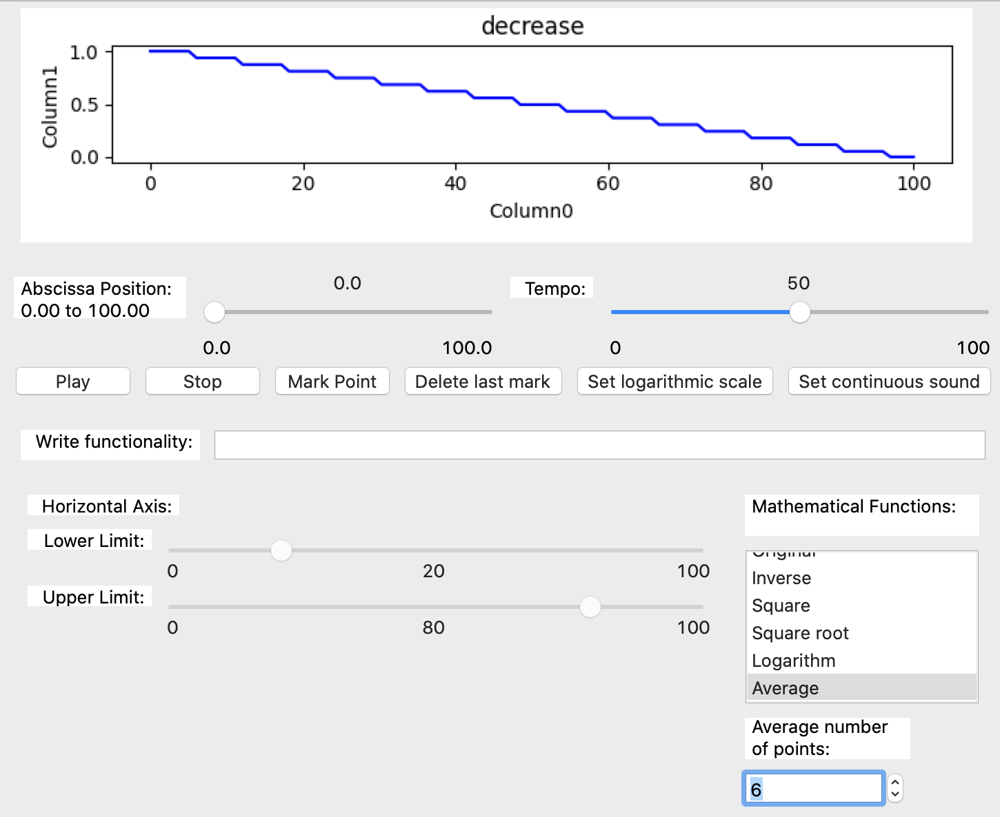 decrease
Column1
1.0
0.5
0.0
0 20 40 60 80 100
Column0
Abscissa Position:
0.00 to 100.00
0.0
0.0 100.0
Tempo:
50
0 100
Play
Stop
Mark Point
Delete last mark
Set logarithmic scale
Set continuous sound
Write functionality:
Horizontal Axis:
Lower Limit:
0 20 100
Upper Limit:
0 80 100
Mathematical Functions:
Original
Inverse
Square
Square root
Logarithm
Average
Average number
of points:
6